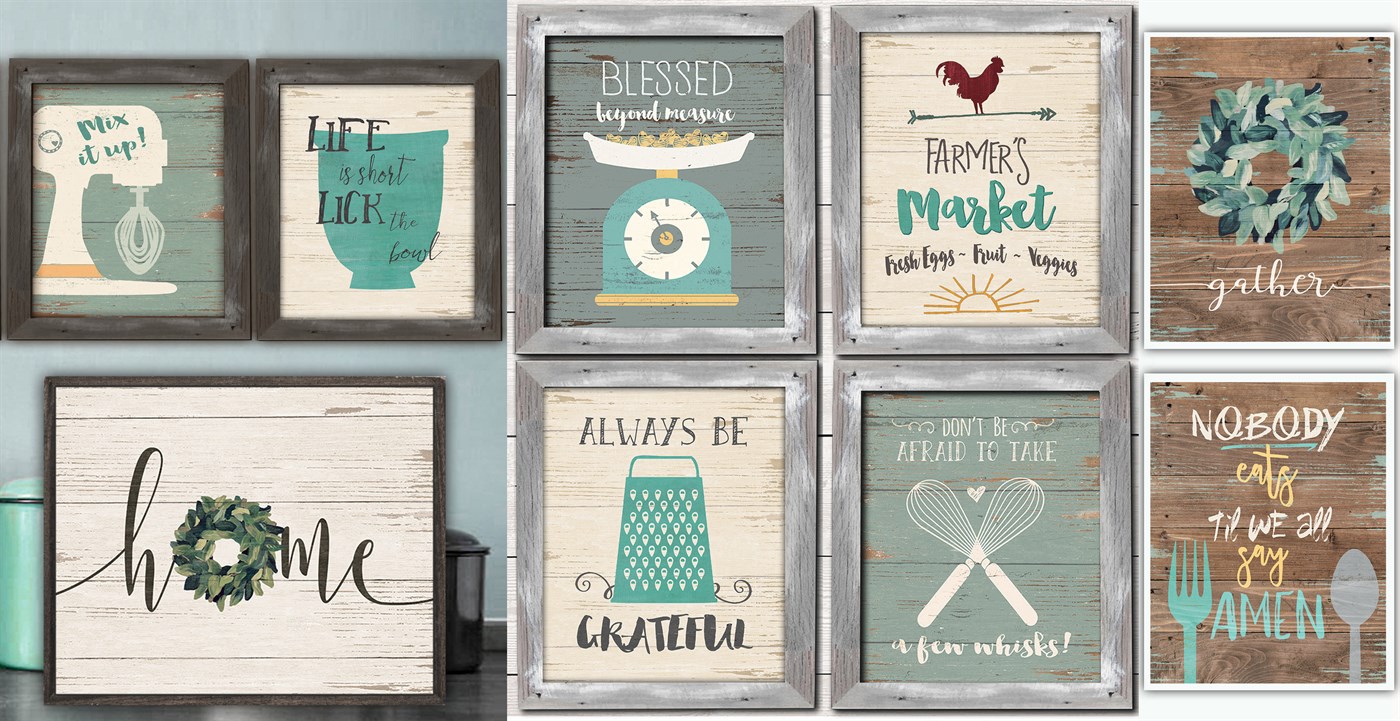 Mix
it up!
LIFE
is short
LICK the
bowl
BLESSED
beyond measure
FARMER'S
Market
Fresh Eggs ~ Fruit ~ Veggies
gather
home
ALWAYS BE
GRATEFUL
DON'T BE
AFRAID TO TAKE
a few whisks!
NOBODY
eats
Til WE all
say
AMEN